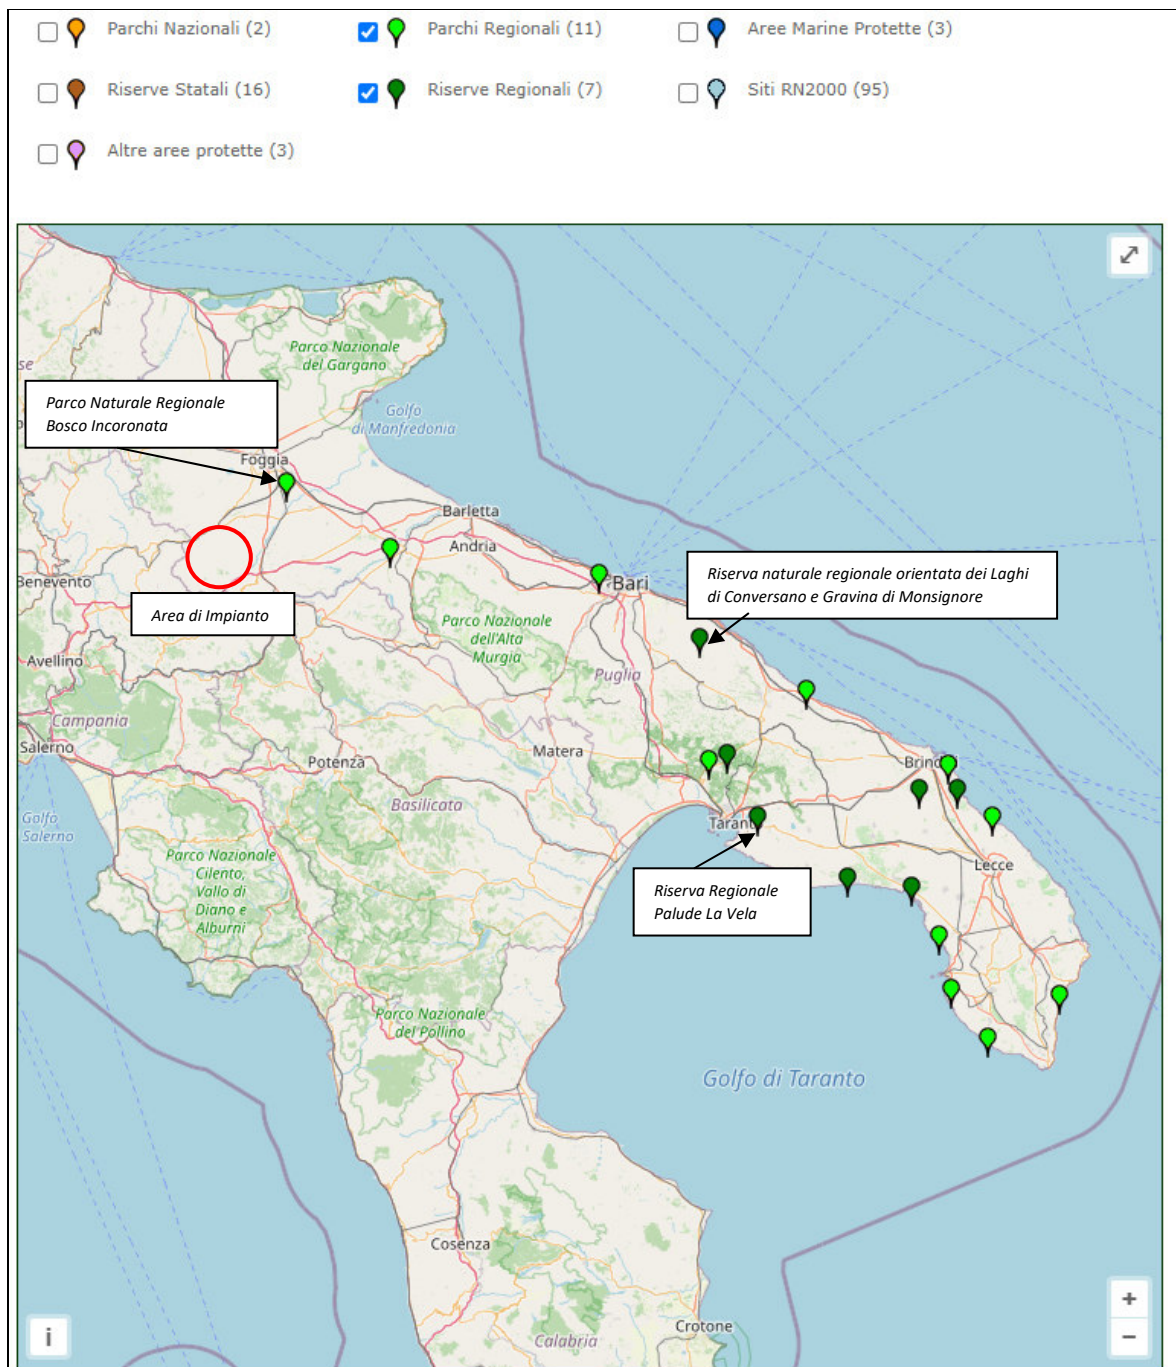 Parchi Nazionali (2)
Parchi Regionali (11)
Aree Marine Protette (3)
Riserve Statali (16)
Riserve Regionali (7)
Siti RN2000 (95)
Altre aree protette (3)
Parco Nazionale
del Gargano
Parco Naturale Regionale
Bosco Incoronata
Golfo
di Manfredonia
Foggia
Barletta
Andria
Bari
Benevento
Area di Impianto
Riserva naturale regionale orientata dei Laghi
di Conversano e Gravina di Monsignore
Parco Nazionale
dell'Alta
Murgia
Puglia
Avellino
Campania
Salerno
Potenza
Matera
Basilicata
Golfo
Salerno
Taranto
Lecce
Parco Nazionale
Cilento,
Vallo di
Diano e
Alburni
Riserva Regionale
Palude La Vela
Parco Nazionale
del Pollino
Golfo di Taranto
Cosenza
Crotone
Calabria
i
+
−